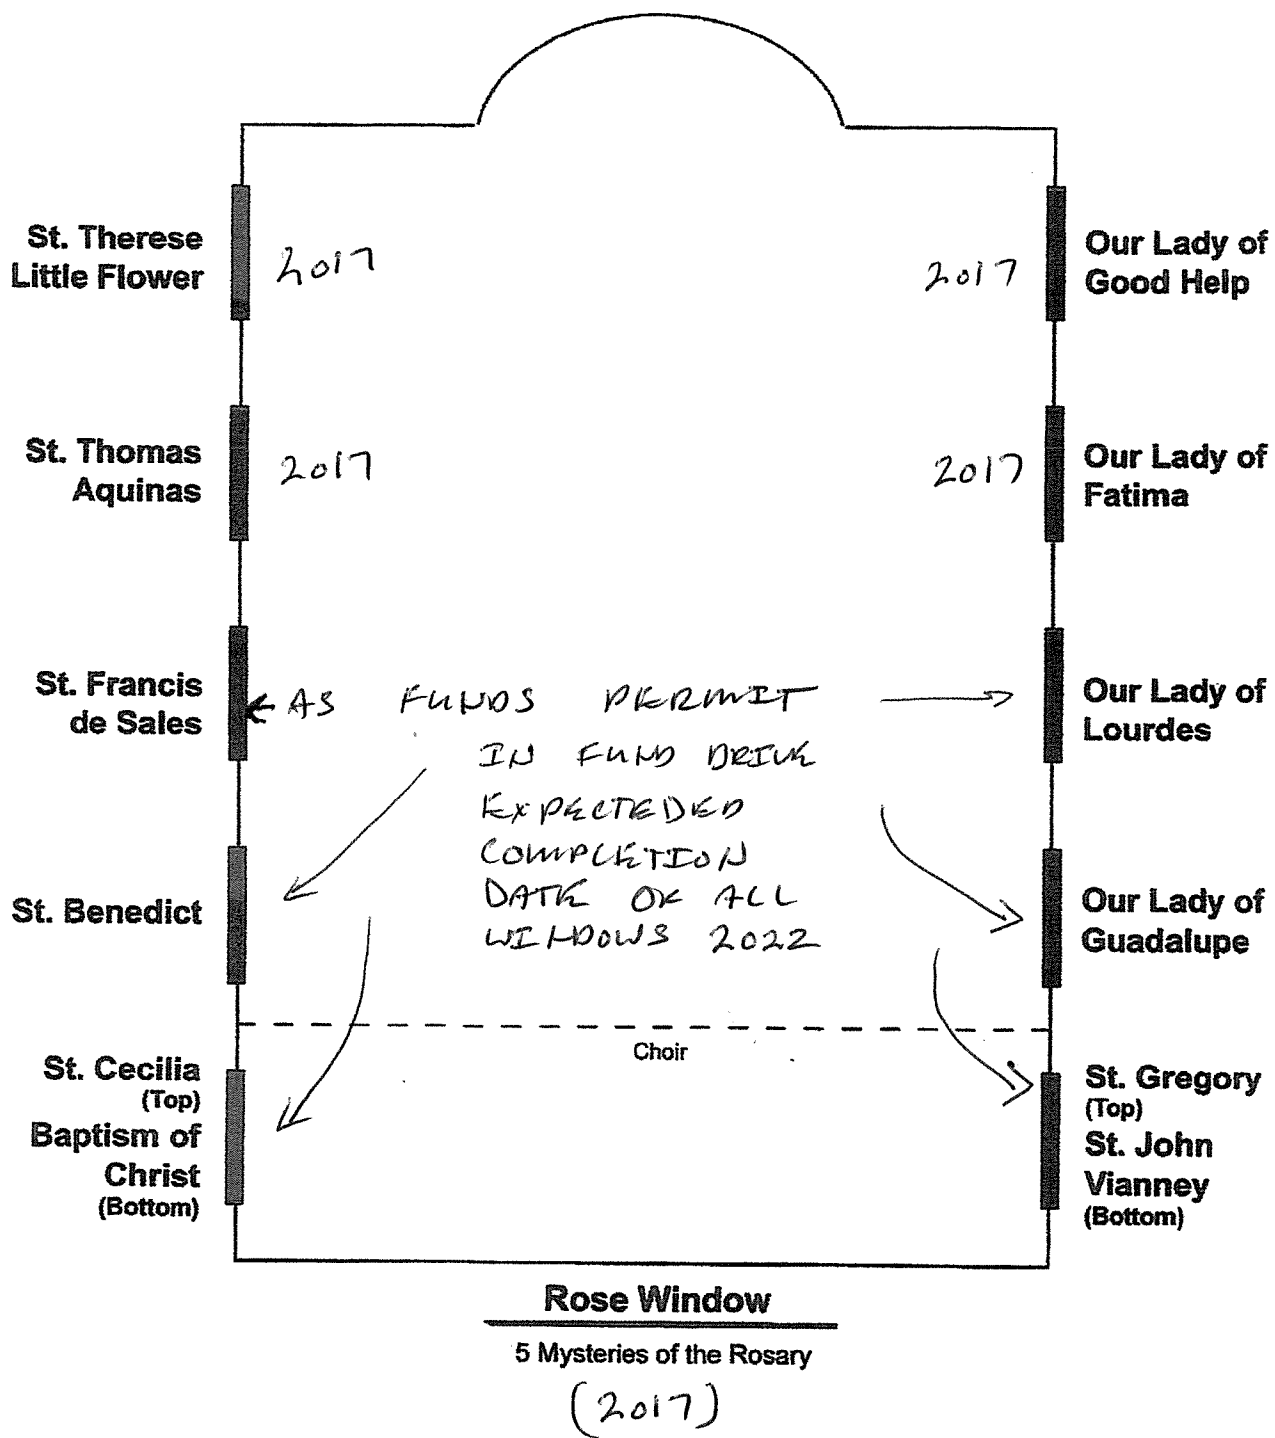 St. Therese
Little Flower
2017
2017
Our Lady of
Good Help
St. Thomas
Aquinas
2017
2017
Our Lady of
Fatima
St. Francis
de Sales
AS FUNDS PERMIT
IN FUND DRIVE
EXPECTEDED
COMPLETION
DATE OF ALL
WINDOWS 2022
Our Lady of
Lourdes
St. Benedict
Our Lady of
Guadalupe
Choir
St. Cecilia
(Top)
Baptism of
Christ
(Bottom)
St. Gregory
(Top)
St. John
Vianney
(Bottom)
Rose Window
5 Mysteries of the Rosary
(2017)